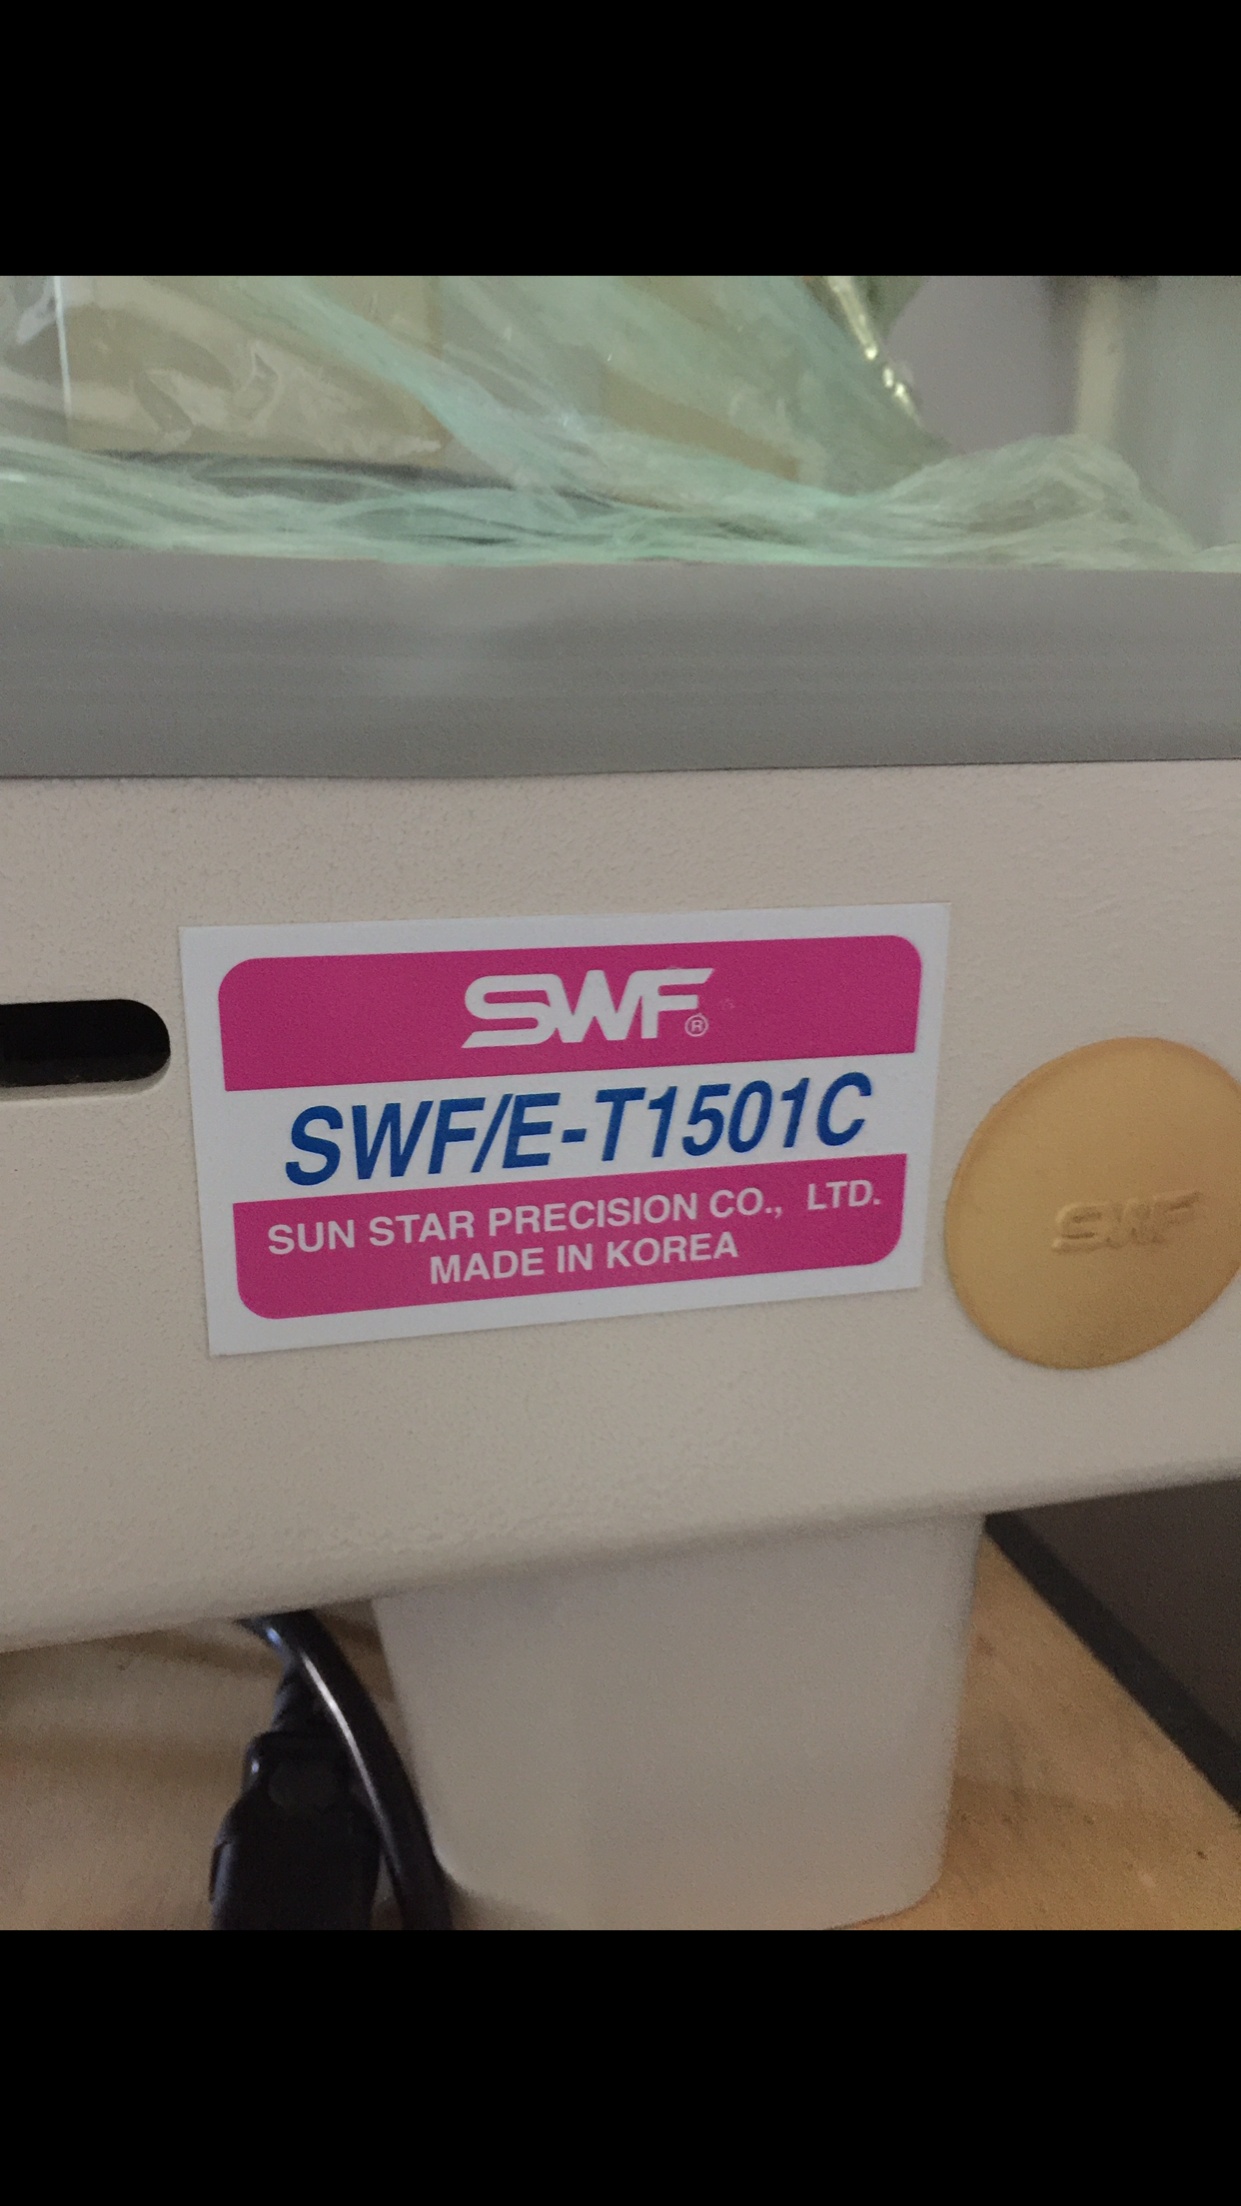 SWF®
SWF/E-T1501C
SUN STAR PRECISION CO., LTD.
MADE IN KOREA
SWF